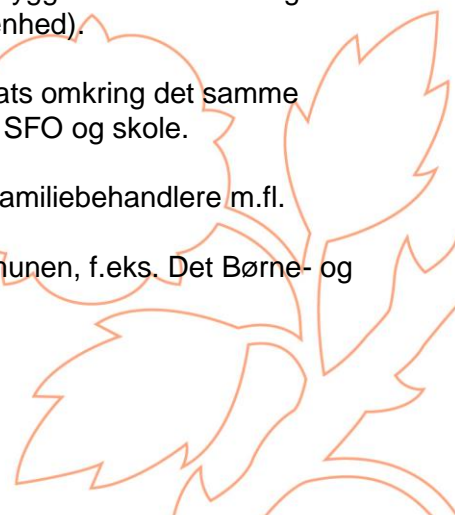 enhed).
ats omkring det samme
SFO og skole.
amiliebehandlere m.fl.
nunen, f.eks. Det Børne- og